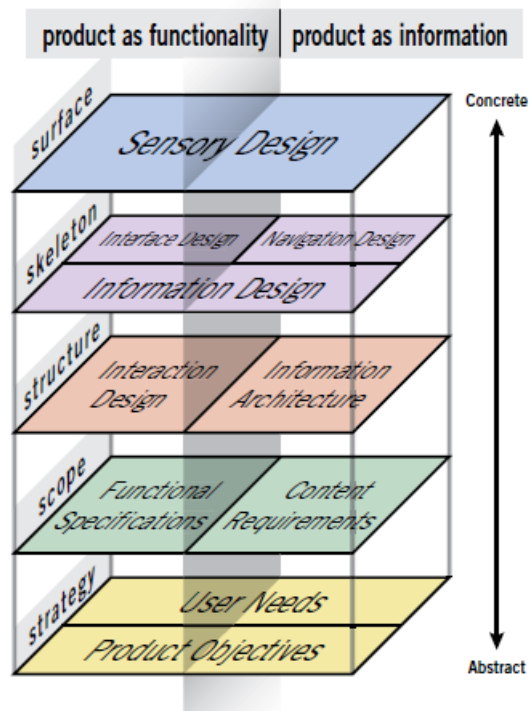 product as functionality
product as information
surface
Concrete
Sensory Design
skeleton
Interface Design
Navigation Design
Information Design
structure
Interaction
Design
Information
Architecture
scope
Functional
Specifications
Content
Requirements
strategy
User Needs
Product Objectives
Abstract